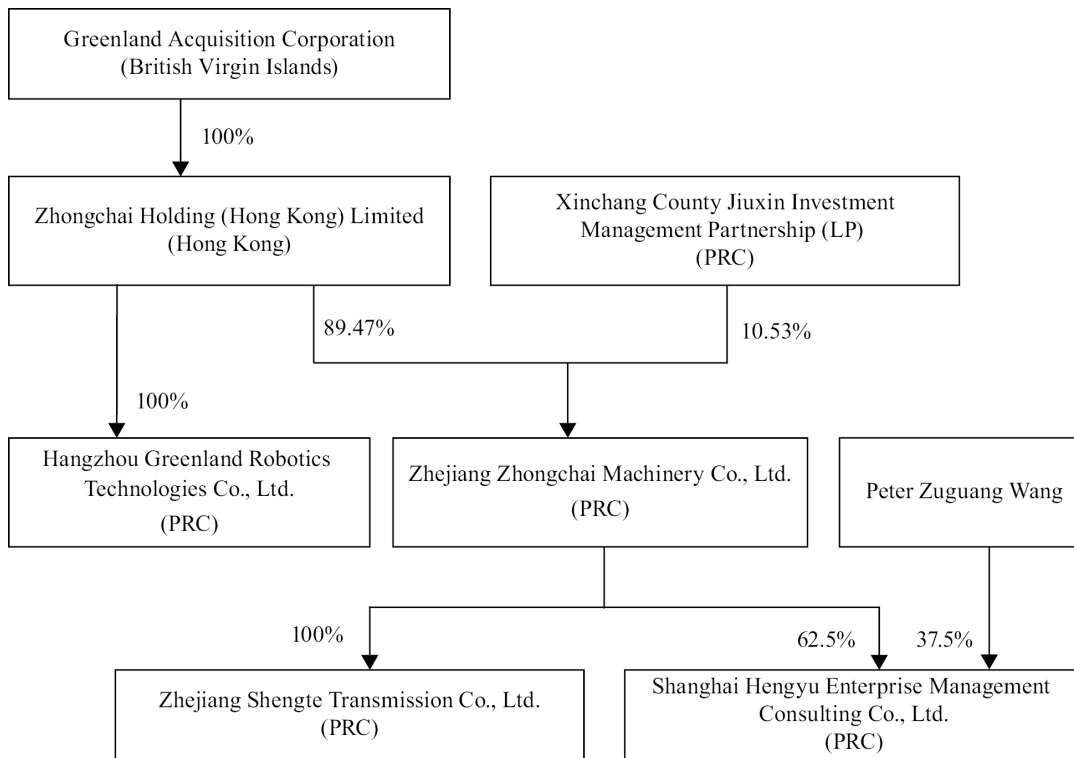 Greenland Acquisition Corporation
(British Virgin Islands)
100%
Zhongchai Holding (Hong Kong) Limited
(Hong Kong)
Xinchang County Jiuxin Investment
Management Partnership (LP)
(PRC)
89.47%
10.53%
100%
Hangzhou Greenland Robotics
Technologies Co., Ltd.
(PRC)
Zhejiang Zhongchai Machinery Co., Ltd.
(PRC)
Peter Zuguang Wang
100%
62.5%
37.5%
Zhejiang Shengte Transmission Co., Ltd.
(PRC)
Shanghai Hengyu Enterprise Management
Consulting Co., Ltd.
(PRC)